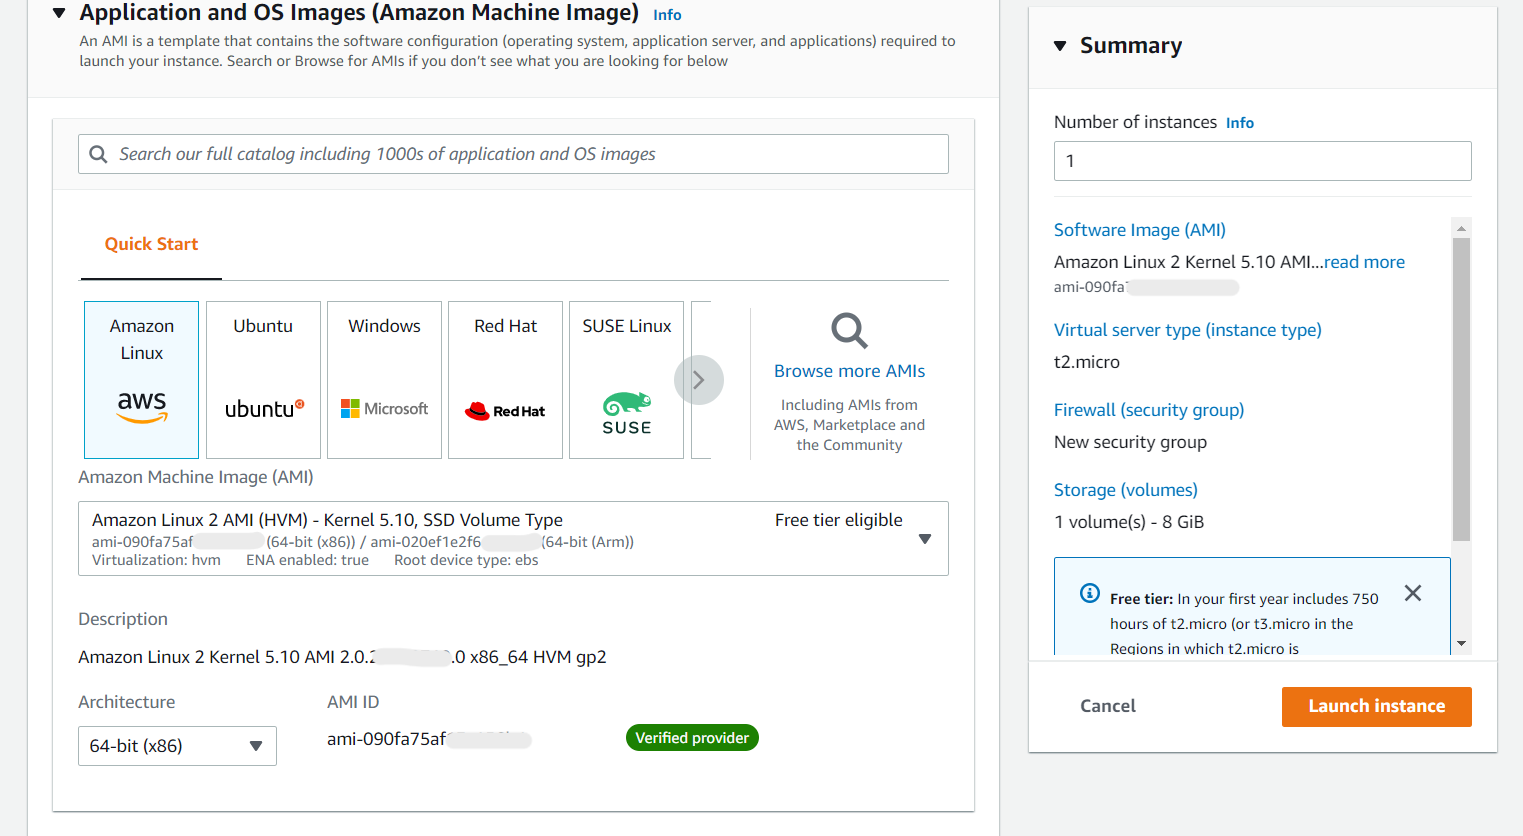 Application and OS Images (Amazon Machine Image) Info
An AMI is a template that contains the software configuration (operating system, application server, and applications) required to
launch your instance. Search or Browse for AMIs if you don’t see what you are looking for below
Search our full catalog including 1000s of application and OS images
Quick Start
Amazon
Linux
aws
Ubuntu
ubuntu
Windows
Microsoft
Red Hat
Red Hat
SUSE Linux
SUSE
Browse more AMIs
Including AMIs from
AWS, Marketplace and
the Community
Amazon Machine Image (AMI)
Amazon Linux 2 AMI (HVM) - Kernel 5.10, SSD Volume Type
Free tier eligible
ami-090fa75af (64-bit (x86)) / ami-020ef1e2f6 (64-bit (Arm))
Virtualization: hvm ENA enabled: true Root device type: ebs
Description
Amazon Linux 2 Kernel 5.10 AMI 2.0. .0 x86_64 HVM gp2
Architecture
AMI ID
64-bit (x86)
ami-090fa75af
Verified provider
Summary
Number of instances Info
1
Software Image (AMI)
Amazon Linux 2 Kernel 5.10 AMI...read more
ami-090fa
Virtual server type (instance type)
t2.micro
Firewall (security group)
New security group
Storage (volumes)
1 volume(s) - 8 GiB
Free tier: In your first year includes 750
hours of t2.micro (or t3.micro in the
Regions in which t2.micro is
Cancel
Launch instance